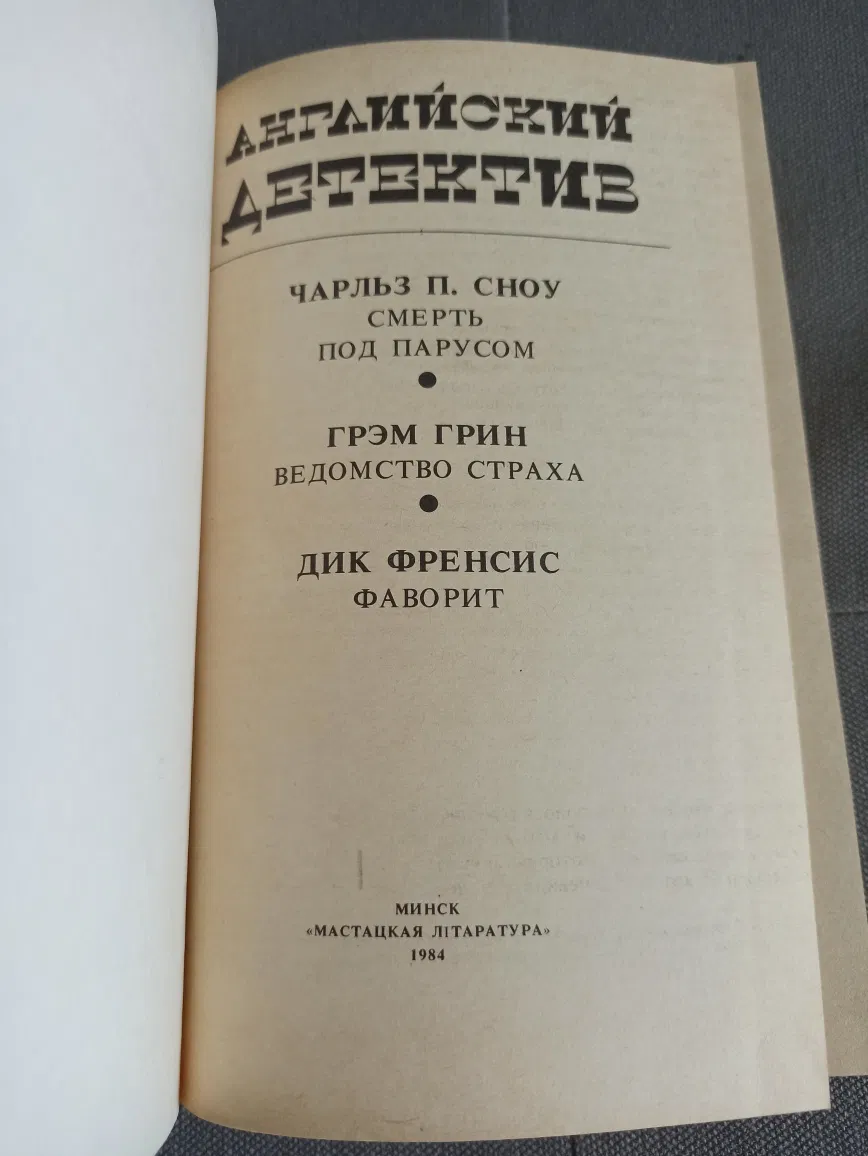 АНГЛИЙСКИЙ
ДЕТЕКТИВ
ЧАРЛЬЗ П. СНОУ
СМЕРТЬ
ПОД ПАРУСОМ
●
ГРЭМ ГРИН
ВЕДОМСТВО СТРАХА
●
ДИК ФРЕНСИС
ФАВОРИТ
МИНСК
«МАСТАЦКАЯ ЛІТАРАТУРА»
1984